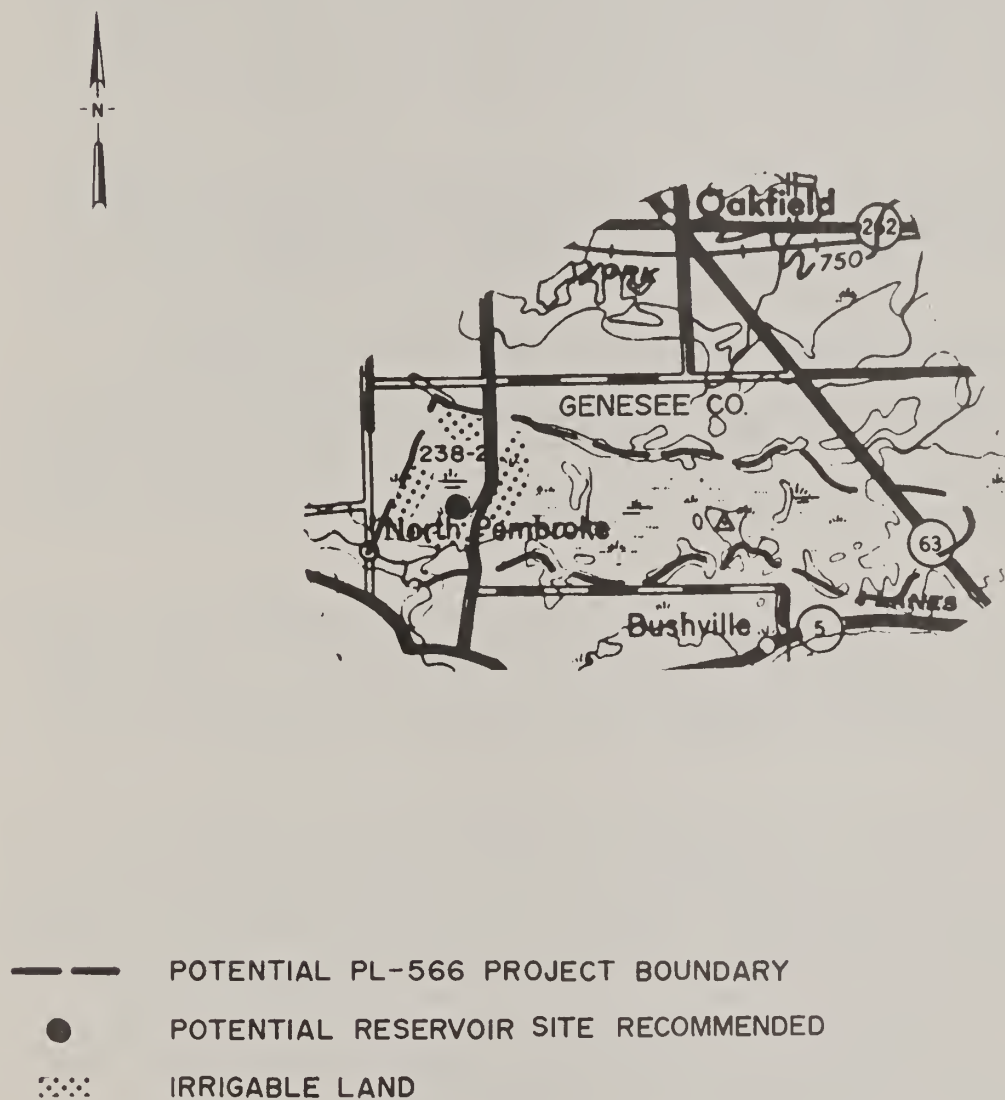 -N-
Oakfield
262
YORK
750
GENESEE CO.
238-2
North Pembroke
63
Bushville
5
POTENTIAL PL-566 PROJECT BOUNDARY
POTENTIAL RESERVOIR SITE RECOMMENDED
IRRIGABLE LAND